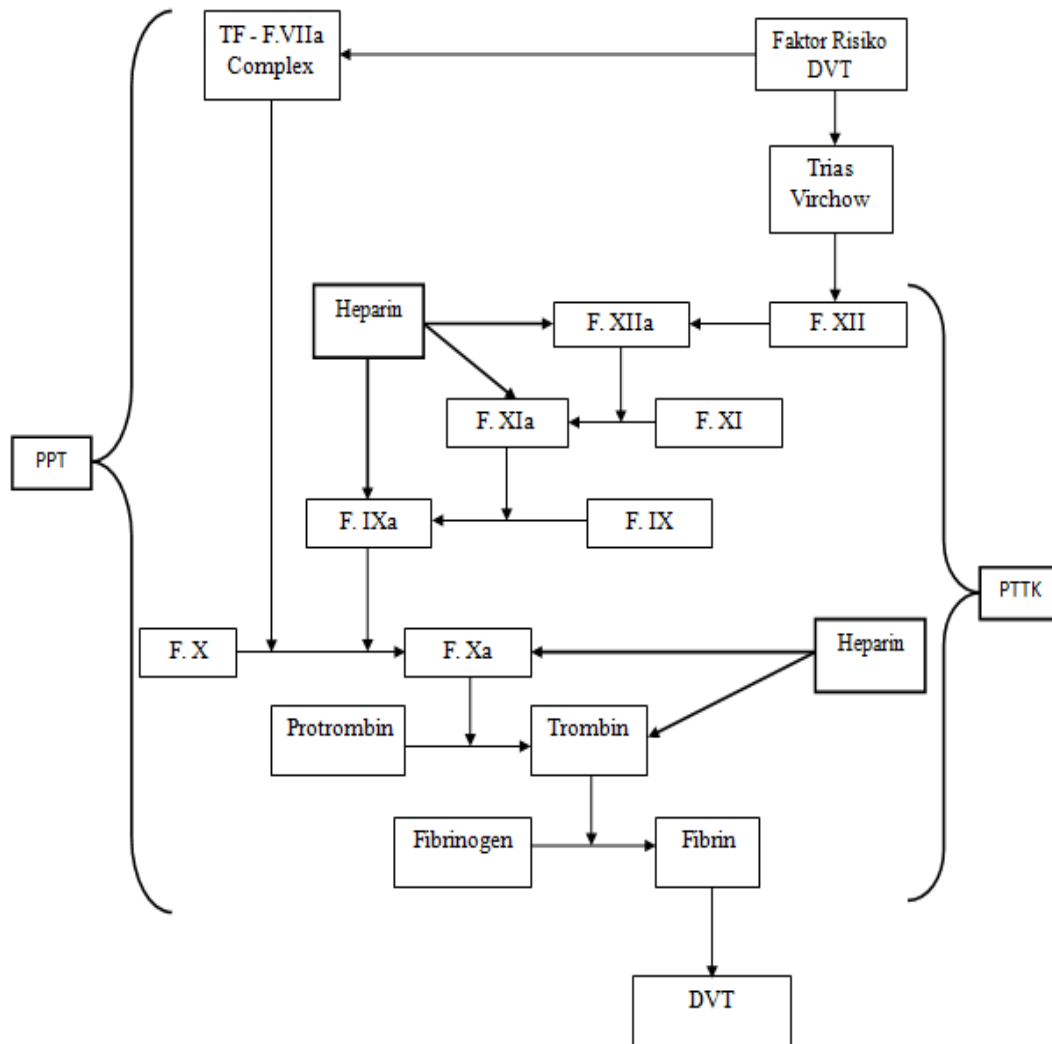 TF - F.VIIa
Complex
Faktor Risiko
DVT
Trias
Virchow
Heparin
F. XIIa
F. XII
F. XIa
F. XI
PPT
F. IXa
F. IX
PTTK
F. X
F. Xa
Heparin
Protrombin
Trombin
Fibrinogen
Fibrin
DVT